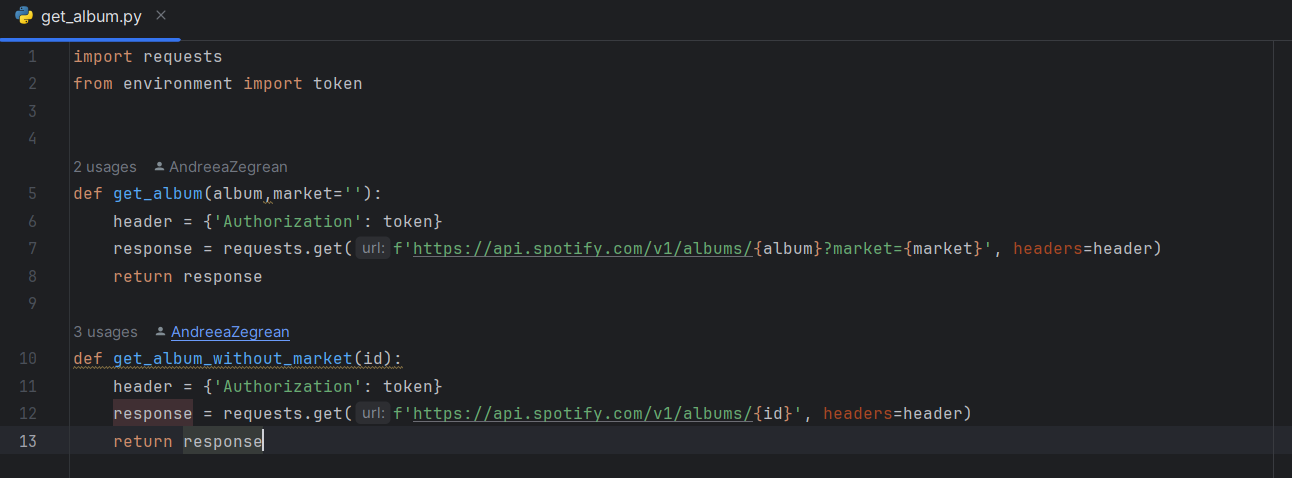 get_album.py
1 import requests
2 from environment import token
3
4
2 usages AndreeaZegrean
5 def get_album(album,market=''):
6 header = {'Authorization': token}
7 response = requests.get( url: f'https://api.spotify.com/v1/albums/{album}?market={market}', headers=header)
8 return response
9
3 usages AndreeaZegrean
10 def get_album_without_market(id):
11 header = {'Authorization': token}
12 response = requests.get( url: f'https://api.spotify.com/v1/albums/{id}', headers=header)
13 return response